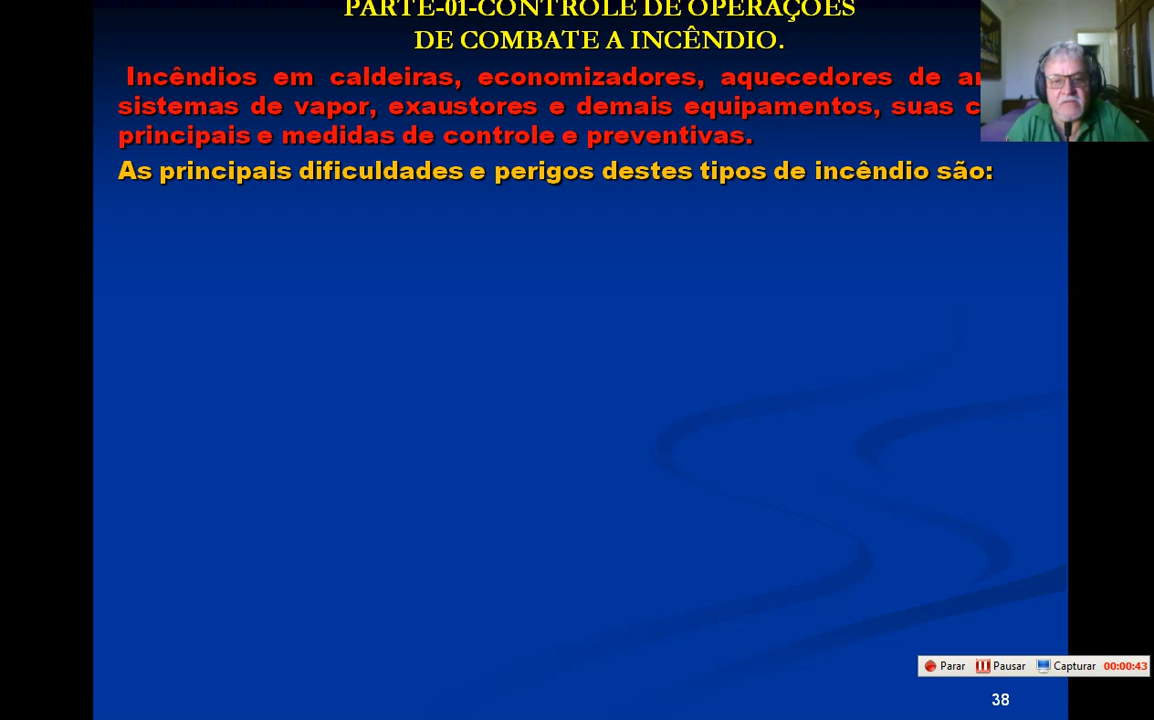 PARTE-01-CONTROLE DE OPERAÇÕES
DE COMBATE A INCÊNDIO.
Incêndios em caldeiras, economizadores, aquecedores de
sistemas de vapor, exaustores e demais equipamentos, suas
principais e medidas de controle e preventivas.
As principais dificuldades e perigos destes tipos de incêndio são:
Parar Pausar Capturar 00:00:43
38